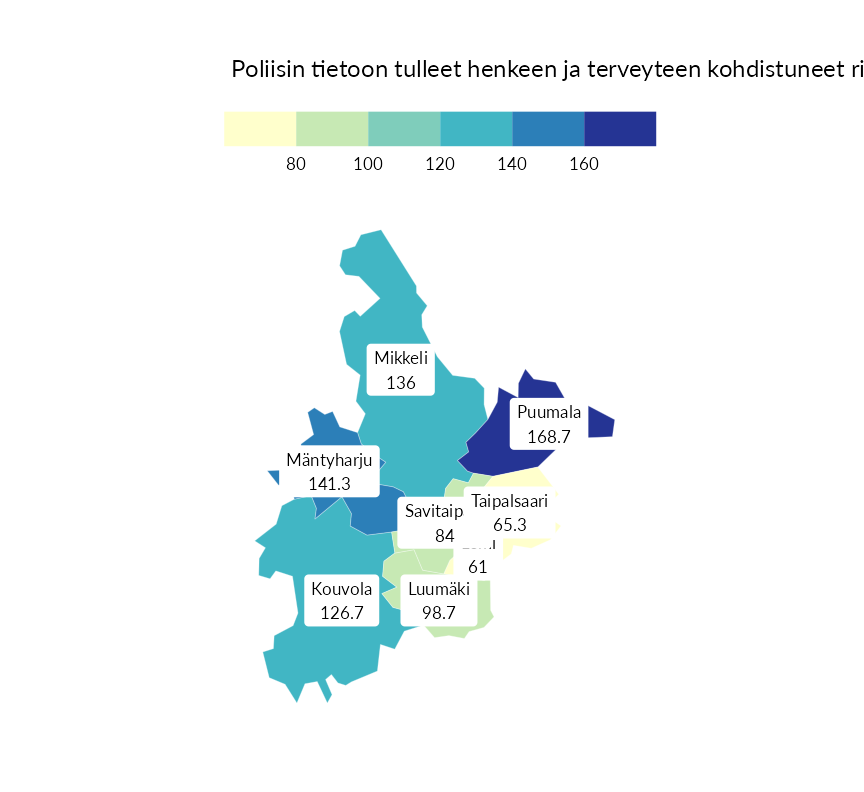 Poliisin tietoon tulleet henkeen ja terveyteen kohdistuneet ri
80 100 120 140 160
Mikkeli
136
Puumala
168.7
Mäntyharju
141.3
Taipalsaari
65.3
Savitaip
84
61
Kouvola
126.7
Luumäki
98.7